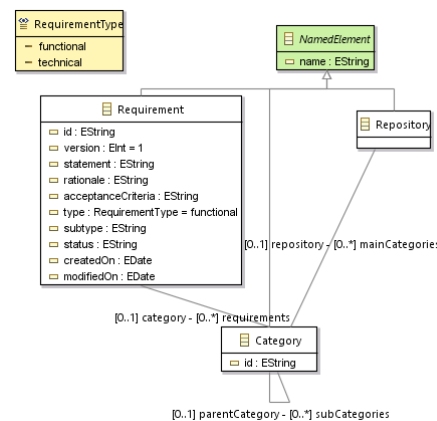 RequirementType
functional
technical
NamedElement
name : EString
Requirement
id : EString
version : EInt = 1
statement : EString
rationale : EString
acceptanceCriteria : EString
type : RequirementType = functional
subtype : EString
status : EString
createdOn : EDate
modifiedOn : EDate
Repository
[0..1] repository - [0..*] mainCategories
[0..1] category - [0..*] requirements
Category
id : EString
[0..1] parentCategory - [0..*] subCategories